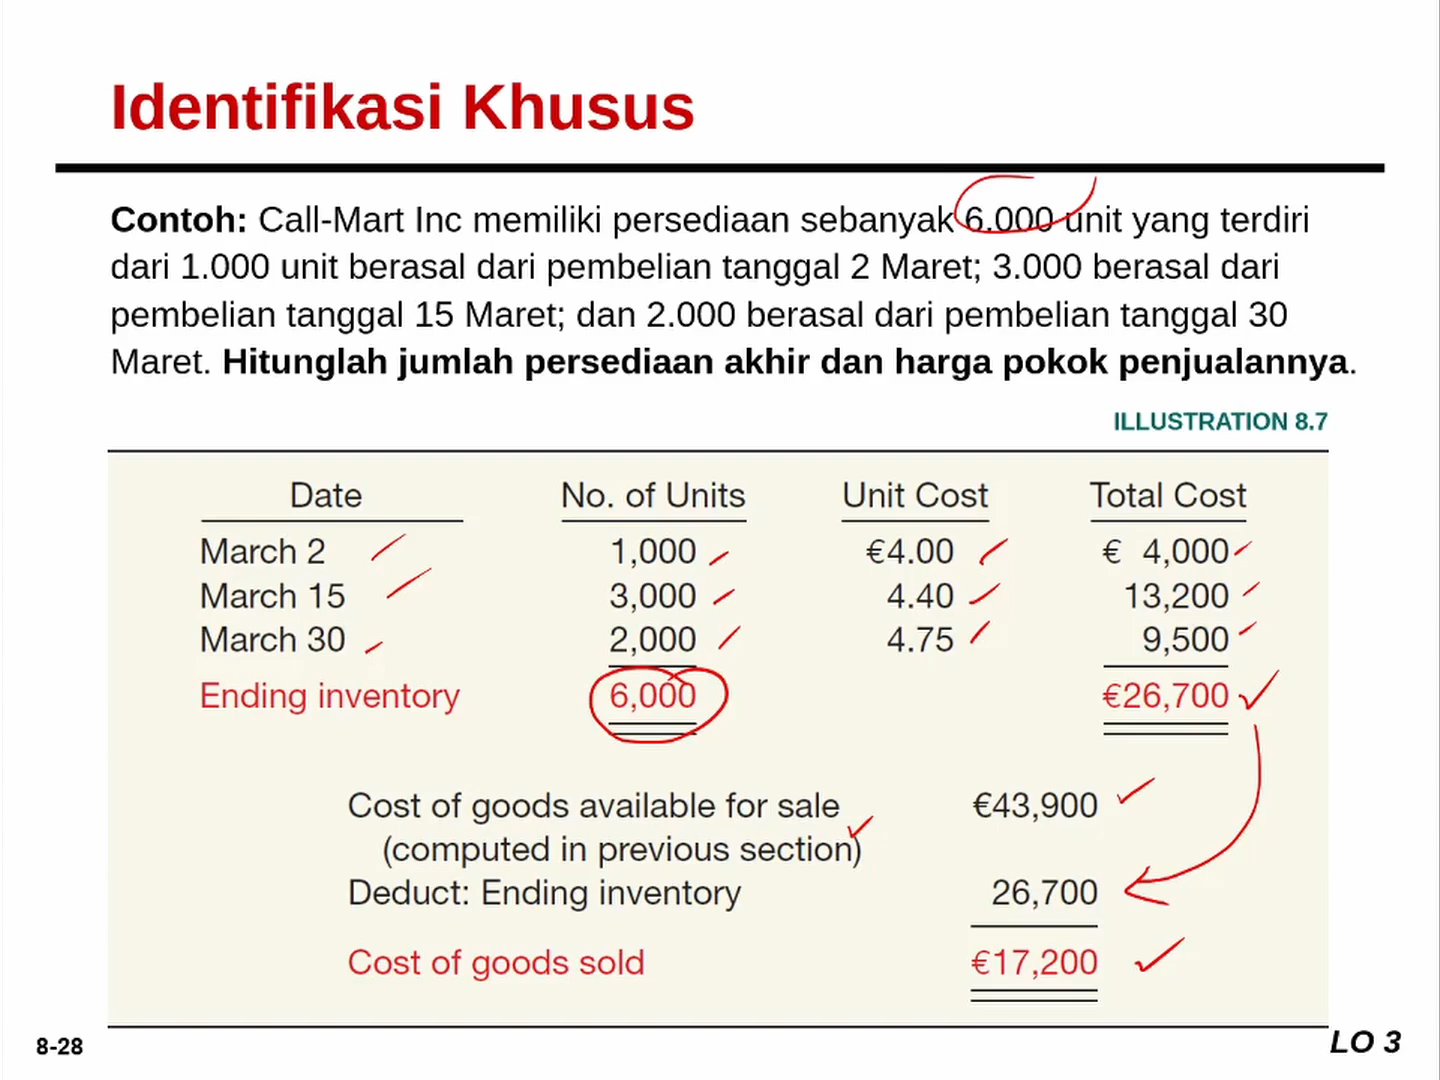 Identifikasi Khusus
Contoh: Call-Mart Inc memiliki persediaan sebanyak 6.000 unit yang terdiri
dari 1.000 unit berasal dari pembelian tanggal 2 Maret; 3.000 berasal dari
pembelian tanggal 15 Maret; dan 2.000 berasal dari pembelian tanggal 30
Maret. Hitunglah jumlah persediaan akhir dan harga pokok penjualannya.
ILLUSTRATION 8.7
Date No. of Units Unit Cost Total Cost
March 2 1,000 €4.00 € 4,000
March 15 3,000 4.40 13,200
March 30 2,000 4.75 9,500
Ending inventory 6,000 €26,700
Cost of goods available for sale €43,900
(computed in previous section)
Deduct: Ending inventory 26,700
Cost of goods sold €17,200
8-28 LO 3